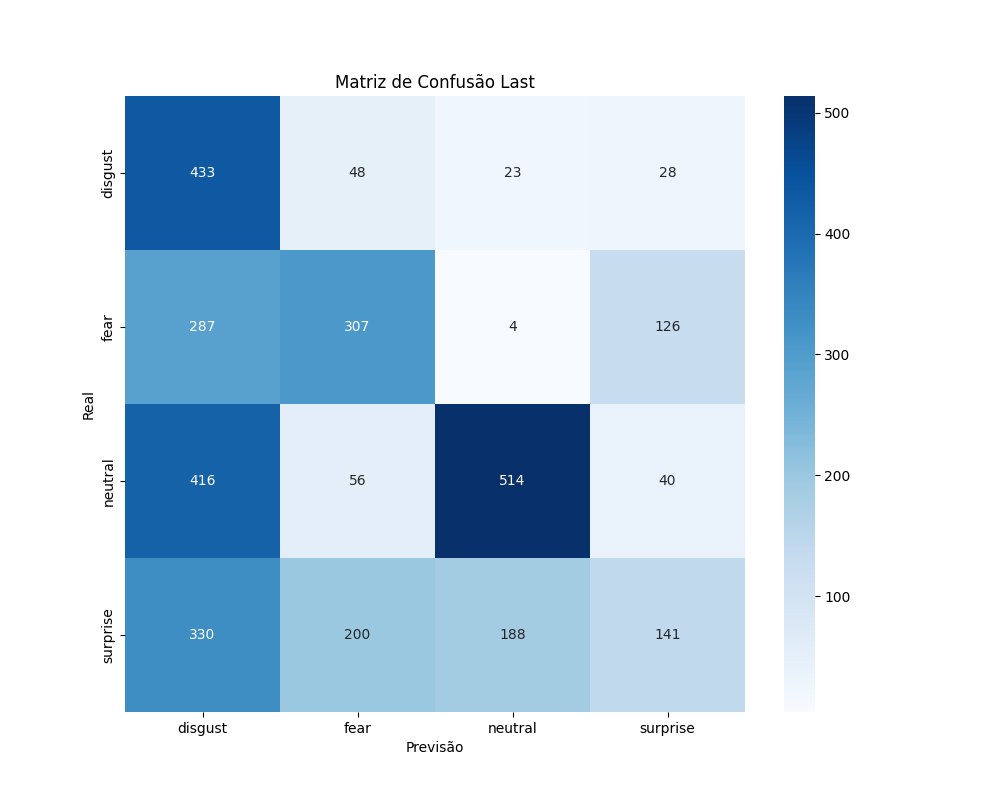 Matriz de Confusão Last
Real
disgust 433 48 23 28
fear 287 307 4 126
neutral 416 56 514 40
surprise 330 200 188 141
disgust fear neutral surprise
Previsão
500
400
300
200
100